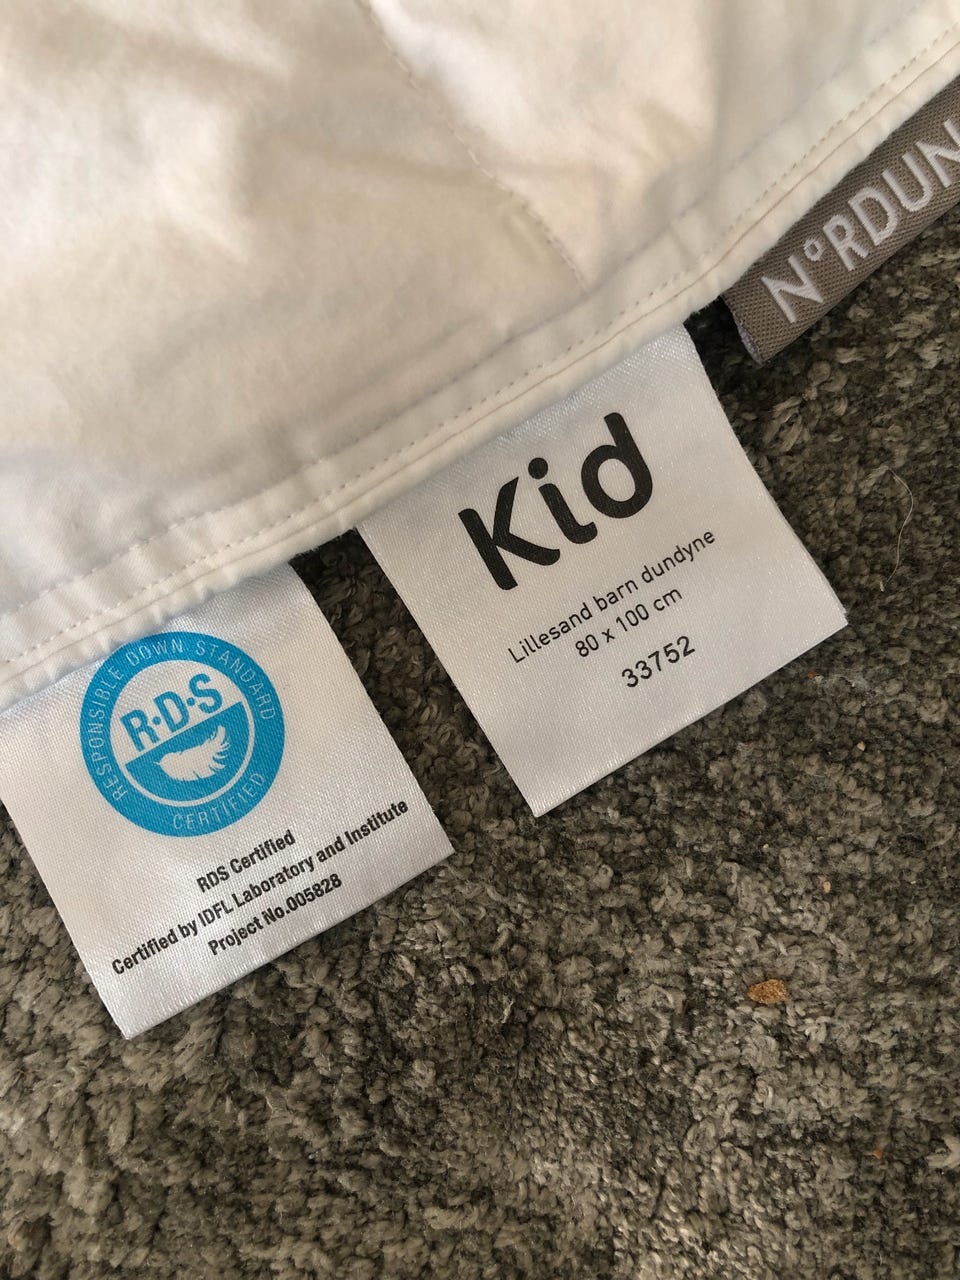 N°RDUN
Kid
Lillesand barn dundyne
80 x 100 cm
33752
RESPONSIBLE DOWN STANDARD
R·D·S
CERTIFIED
RDS Certified
Certified by IDFL Laboratory and Institute
Project No.005828